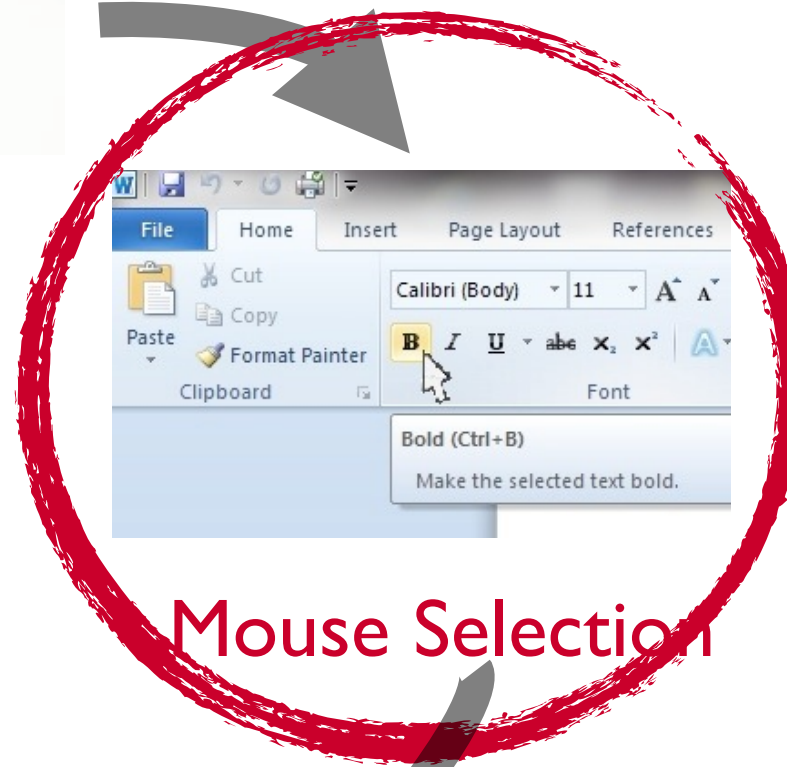 W
File Home Insert Page Layout References
Cut
Calibri (Body) 11 A A
Copy
Paste
B I U abc X₂ X² A
Format Painter
Clipboard Font
Bold (Ctrl+B)
Make the selected text bold.
Mouse Selection